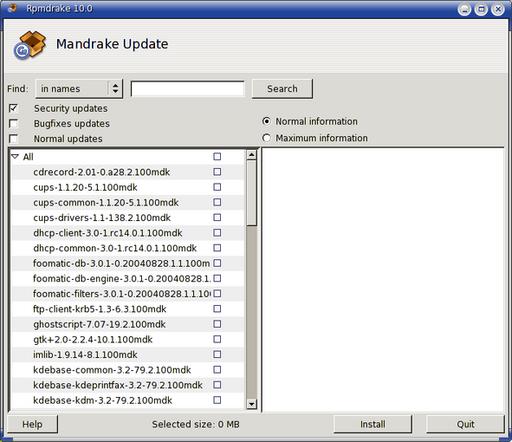 Rpmdrake 10.0
Mandrake Update
Find: in names Search
Security updates
Bugfixes updates
Normal updates
Normal information
Maximum information
All
cdrecord-2.01-0.a28.2.100mdk
cups-1.1.20-5.1.100mdk
cups-common-1.1.20-5.1.100mdk
cups-drivers-1.1-138.2.100mdk
dhcp-client-3.0-1.rc14.0.1.100mdk
dhcp-common-3.0-1.rc14.0.1.100mdk
foomatic-db-3.0.1-0.20040828.1.1.100m
foomatic-db-engine-3.0.1-0.20040828.1.
foomatic-filters-3.0.1-0.20040828.1.1.10
ftp-client-krb5-1.3-6.3.100mdk
ghostscript-7.07-19.2.100mdk
gtk+2.0-2.2.4-10.1.100mdk
imlib-1.9.14-8.1.100mdk
kdebase-common-3.2-79.2.100mdk
kdebase-kdeprintfax-3.2-79.2.100mdk
kdebase-kdm-3.2-79.2.100mdk
Help Selected size: 0 MB Install Quit